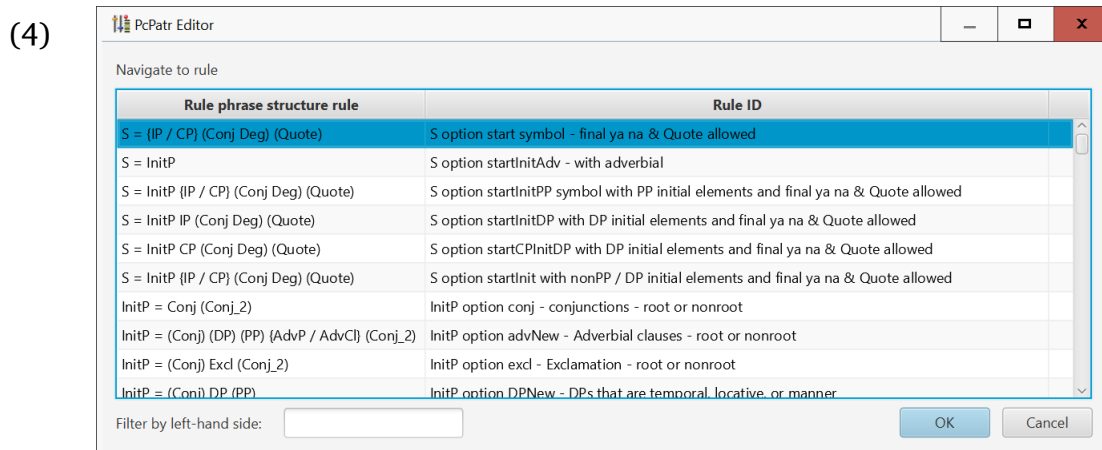 (4)
PcPatr Editor
Navigate to rule
Rule phrase structure rule Rule ID
S = {IP / CP} (Conj Deg) (Quote) S option start symbol - final ya na & Quote allowed
S = InitP S option startInitAdv - with adverbial
S = InitP {IP / CP} (Conj Deg) (Quote) S option startInitPP symbol with PP initial elements and final ya na & Quote allowed
S = InitP IP (Conj Deg) (Quote) S option startInitDP with DP initial elements and final ya na & Quote allowed
S = InitP CP (Conj Deg) (Quote) S option startCPInitDP with DP initial elements and final ya na & Quote allowed
S = InitP {IP / CP} (Conj Deg) (Quote) S option startInit with nonPP / DP initial elements and final ya na & Quote allowed
InitP = Conj (Conj_2) InitP option conj - conjunctions - root or nonroot
InitP = (Conj) (DP) (PP) {AdvP / AdvCl} (Conj_2) InitP option advNew - Adverbial clauses - root or nonroot
InitP = (Conj) Excl (Conj_2) InitP option excl - Exclamation - root or nonroot
InitP = (Conj) DP (PP) InitP option DPNew - DPs that are temporal, locative, or manner
Filter by left-hand side: OK Cancel